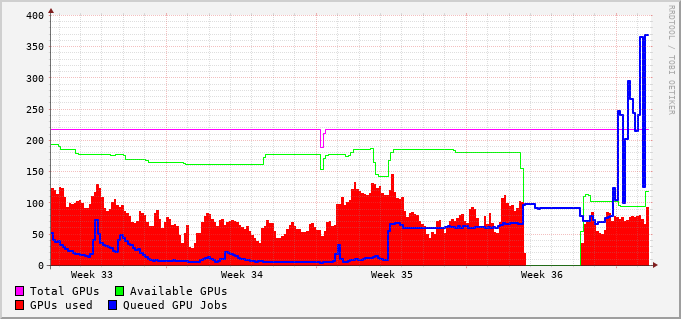 400
350
300
250
200
150
100
50
0
Week 33 Week 34 Week 35 Week 36
Total GPUs Available GPUs
GPUs used Queued GPU Jobs
RRDTOOL / TOBI OETIKER